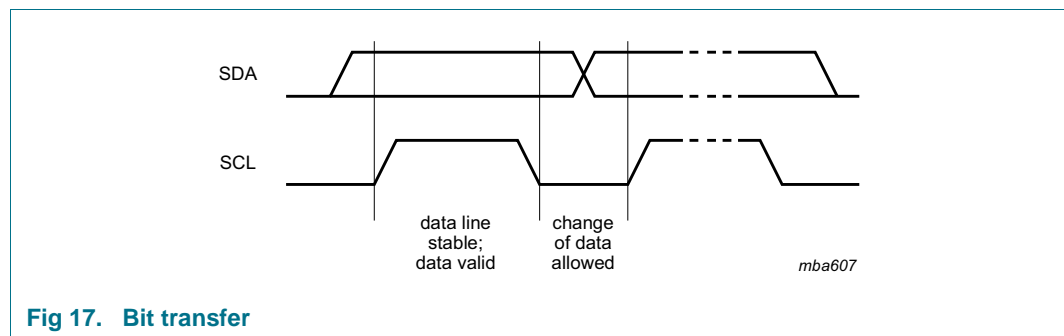 SDA
SCL
data line
stable;
data valid
change
of data
allowed
mba607
Fig 17. Bit transfer